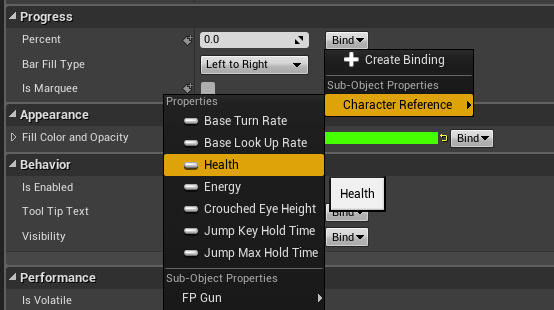 Progress
Percent 0.0 Bind
Create Binding
Bar Fill Type Left to Right
Sub-Object Properties
Is Marquee
Character Reference
Properties
Appearance
Base Turn Rate
Fill Color and Opacity Bind
Base Look Up Rate
Behavior
Health
Is Enabled
Energy
Health
Tool Tip Text Bind
Crouched Eye Height
Visibility Bind
Jump Key Hold Time
Jump Max Hold Time
Performance
Sub-Object Properties
Is Volatile
FP Gun